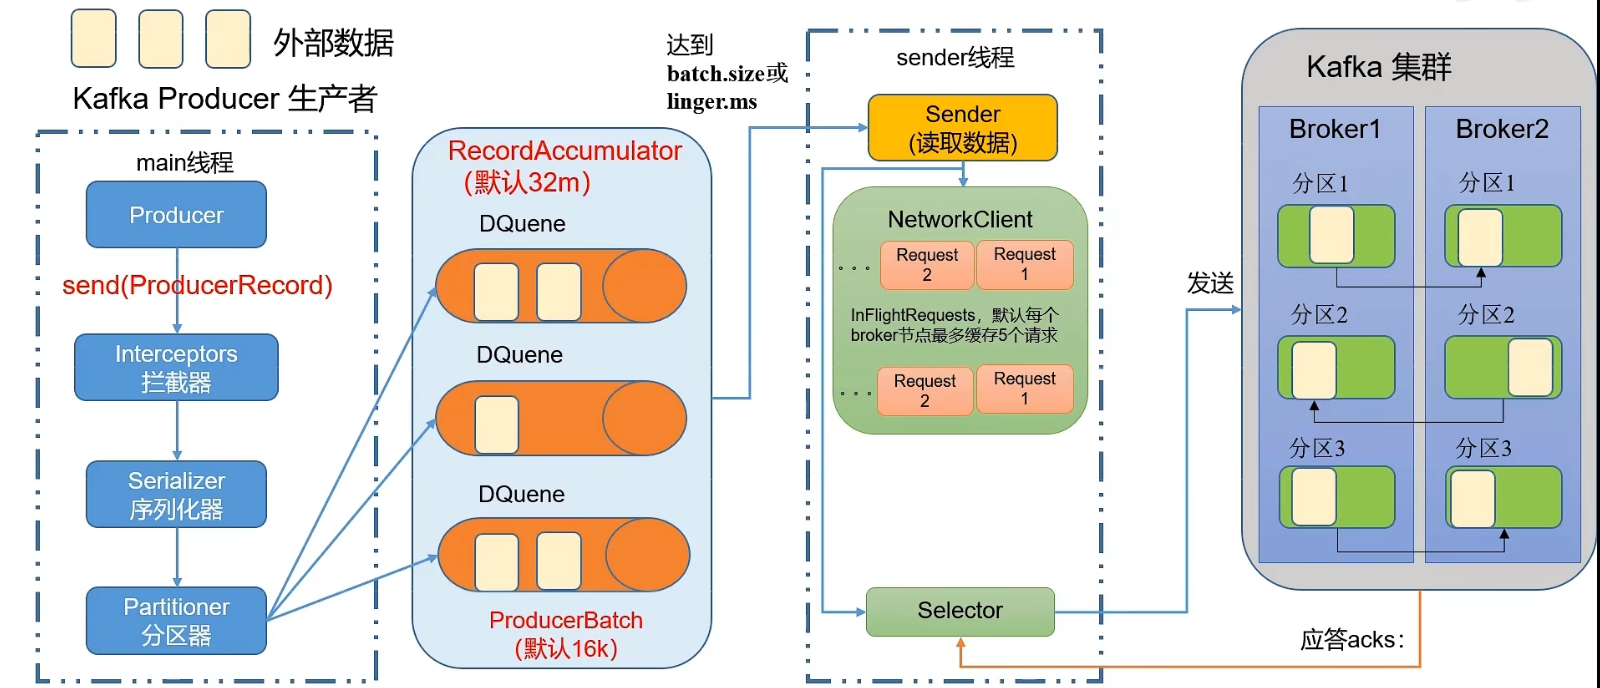 外部数据
Kafka Producer 生产者
main线程
Producer
send(ProducerRecord)
Interceptors
拦截器
Serializer
序列化器
Partitioner
分区器
RecordAccumulator
（默认32m）
DQuene
DQuene
DQuene
ProducerBatch
（默认16k）
达到
batch.size或
linger.ms
sender线程
Sender
(读取数据)
NetworkClient
Request
2
Request
1
InFlightRequests，默认每个
broker节点最多缓存5个请求
Request
2
Request
1
Selector
发送
Kafka 集群
Broker1
分区1
分区2
分区3
Broker2
分区1
分区2
分区3
应答acks：